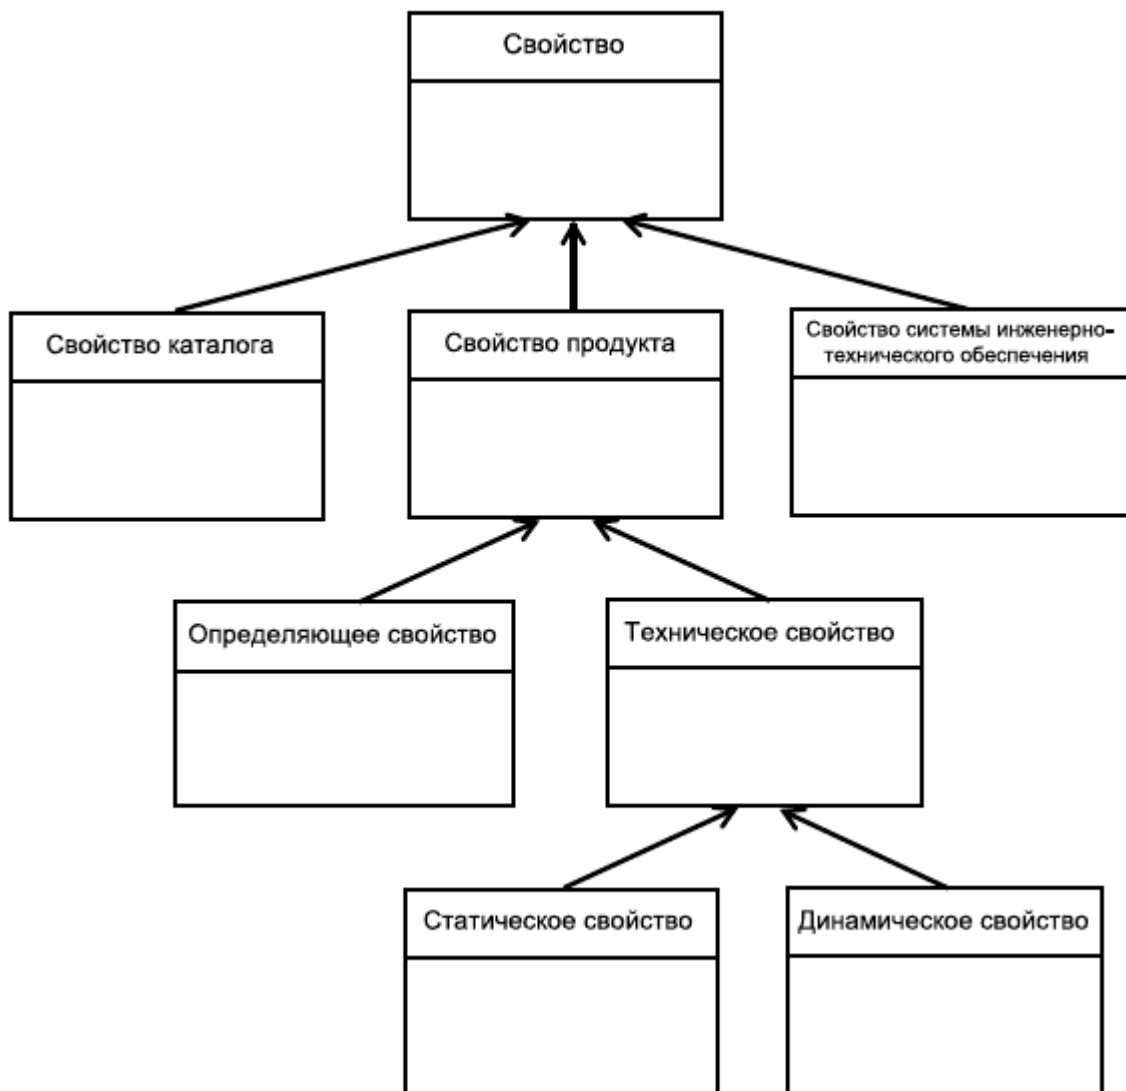 Свойство
Свойство каталога
Свойство продукта
Свойство системы инженерно-
технического обеспечения
Определяющее свойство
Техническое свойство
Статическое свойство
Динамическое свойство